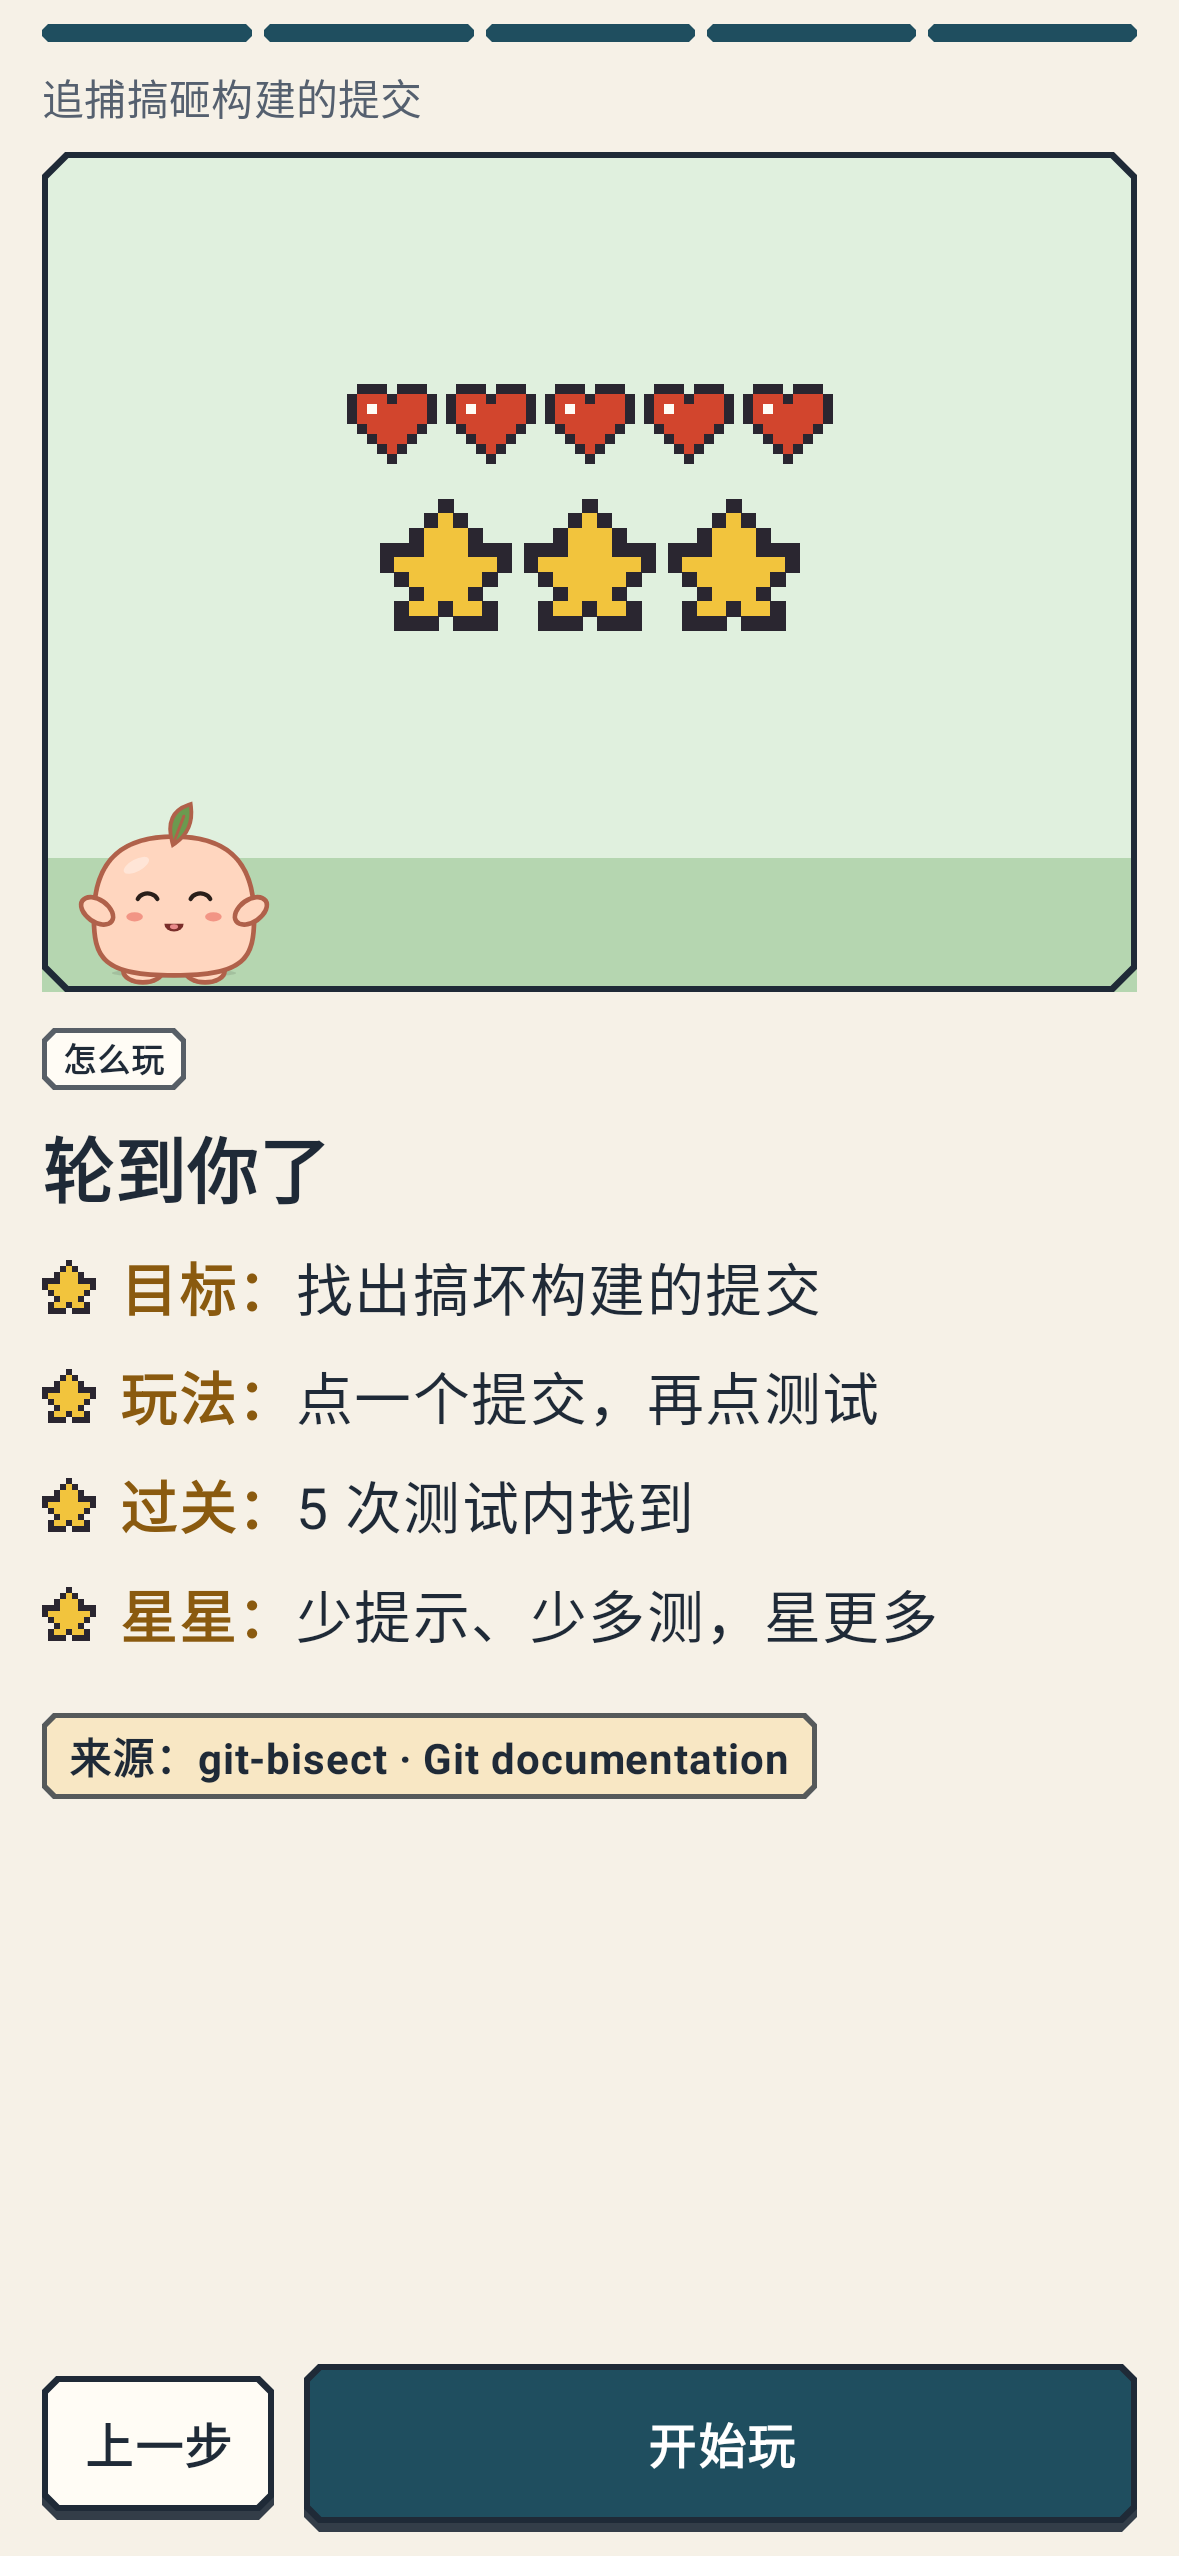 追捕搞砸构建的提交
怎么玩
轮到你了
目标：找出搞坏构建的提交
玩法：点一个提交，再点测试
过关：5 次测试内找到
星星：少提示、少多测，星更多
来源：git-bisect · Git documentation
上一步
开始玩